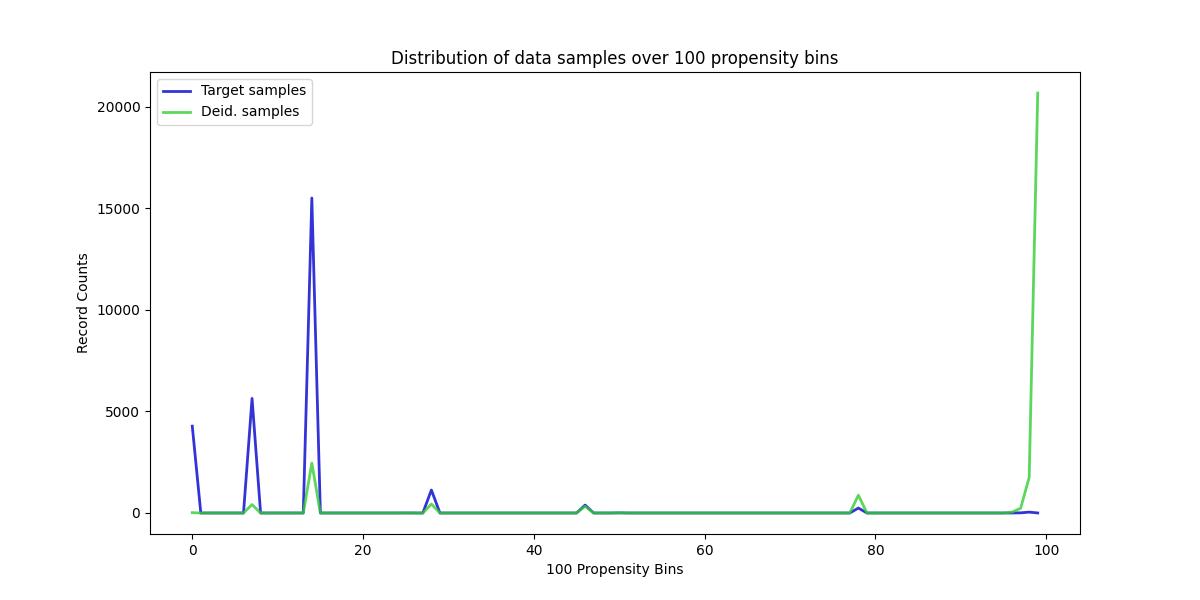 Distribution of data samples over 100 propensity bins
Target samples
Deid. samples
20000
15000
10000
5000
0
Record Counts
0 20 40 60 80 100
100 Propensity Bins